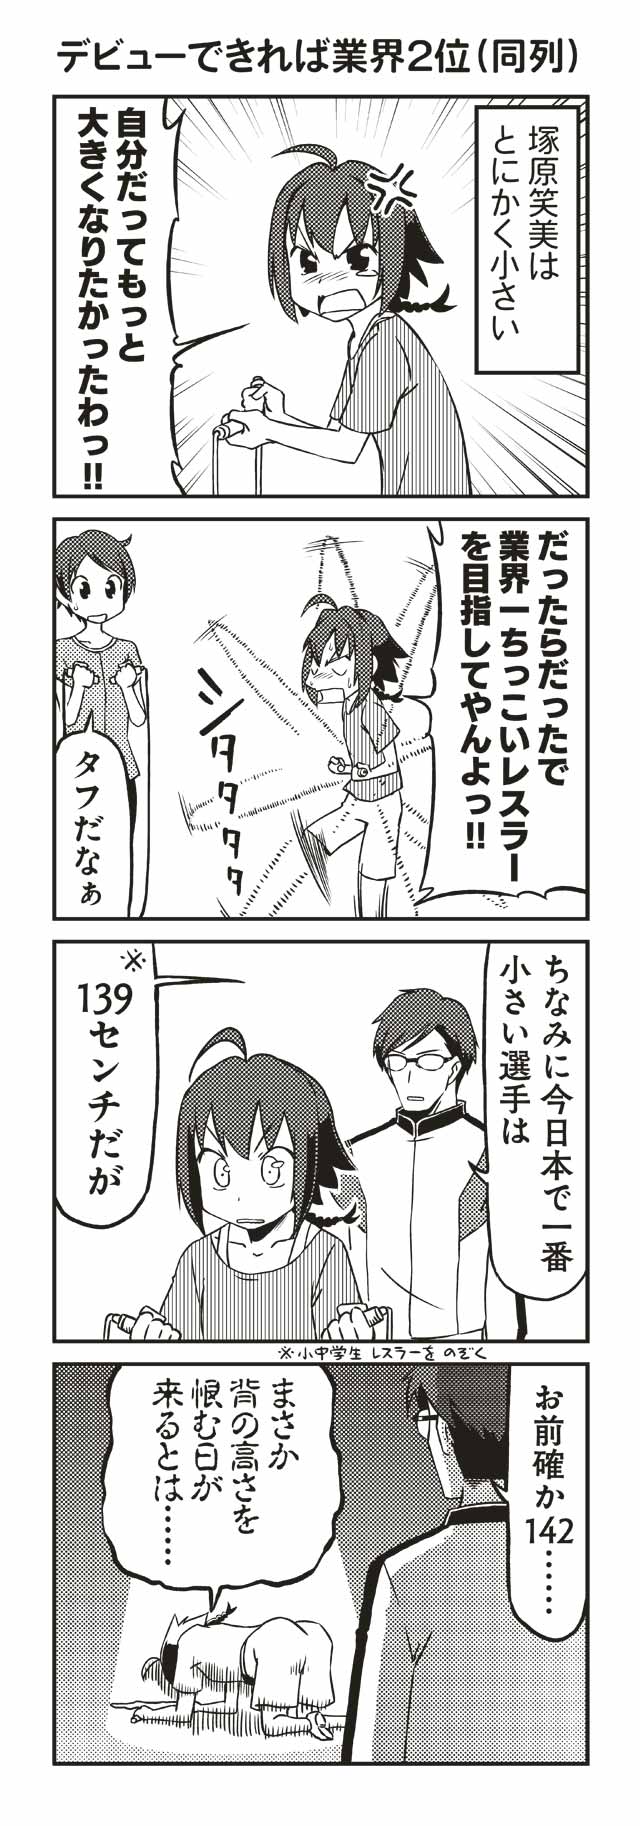 デビューできれば業界2位(同列)
塚原笑美は
とにかく小さい
自分だってもっと
大きくなりたかったわっ!!
だったらだったで
業界一ちっこいレスラー
を目指してやんよっ!!
シタタタタ
タフだなぁ
ちなみに今日本で一番
小さい選手は
※
139センチだが
※小中学生レスラーをのぞく
お前確か
142……
まさか
背の高さを
恨む日が
来るとは……